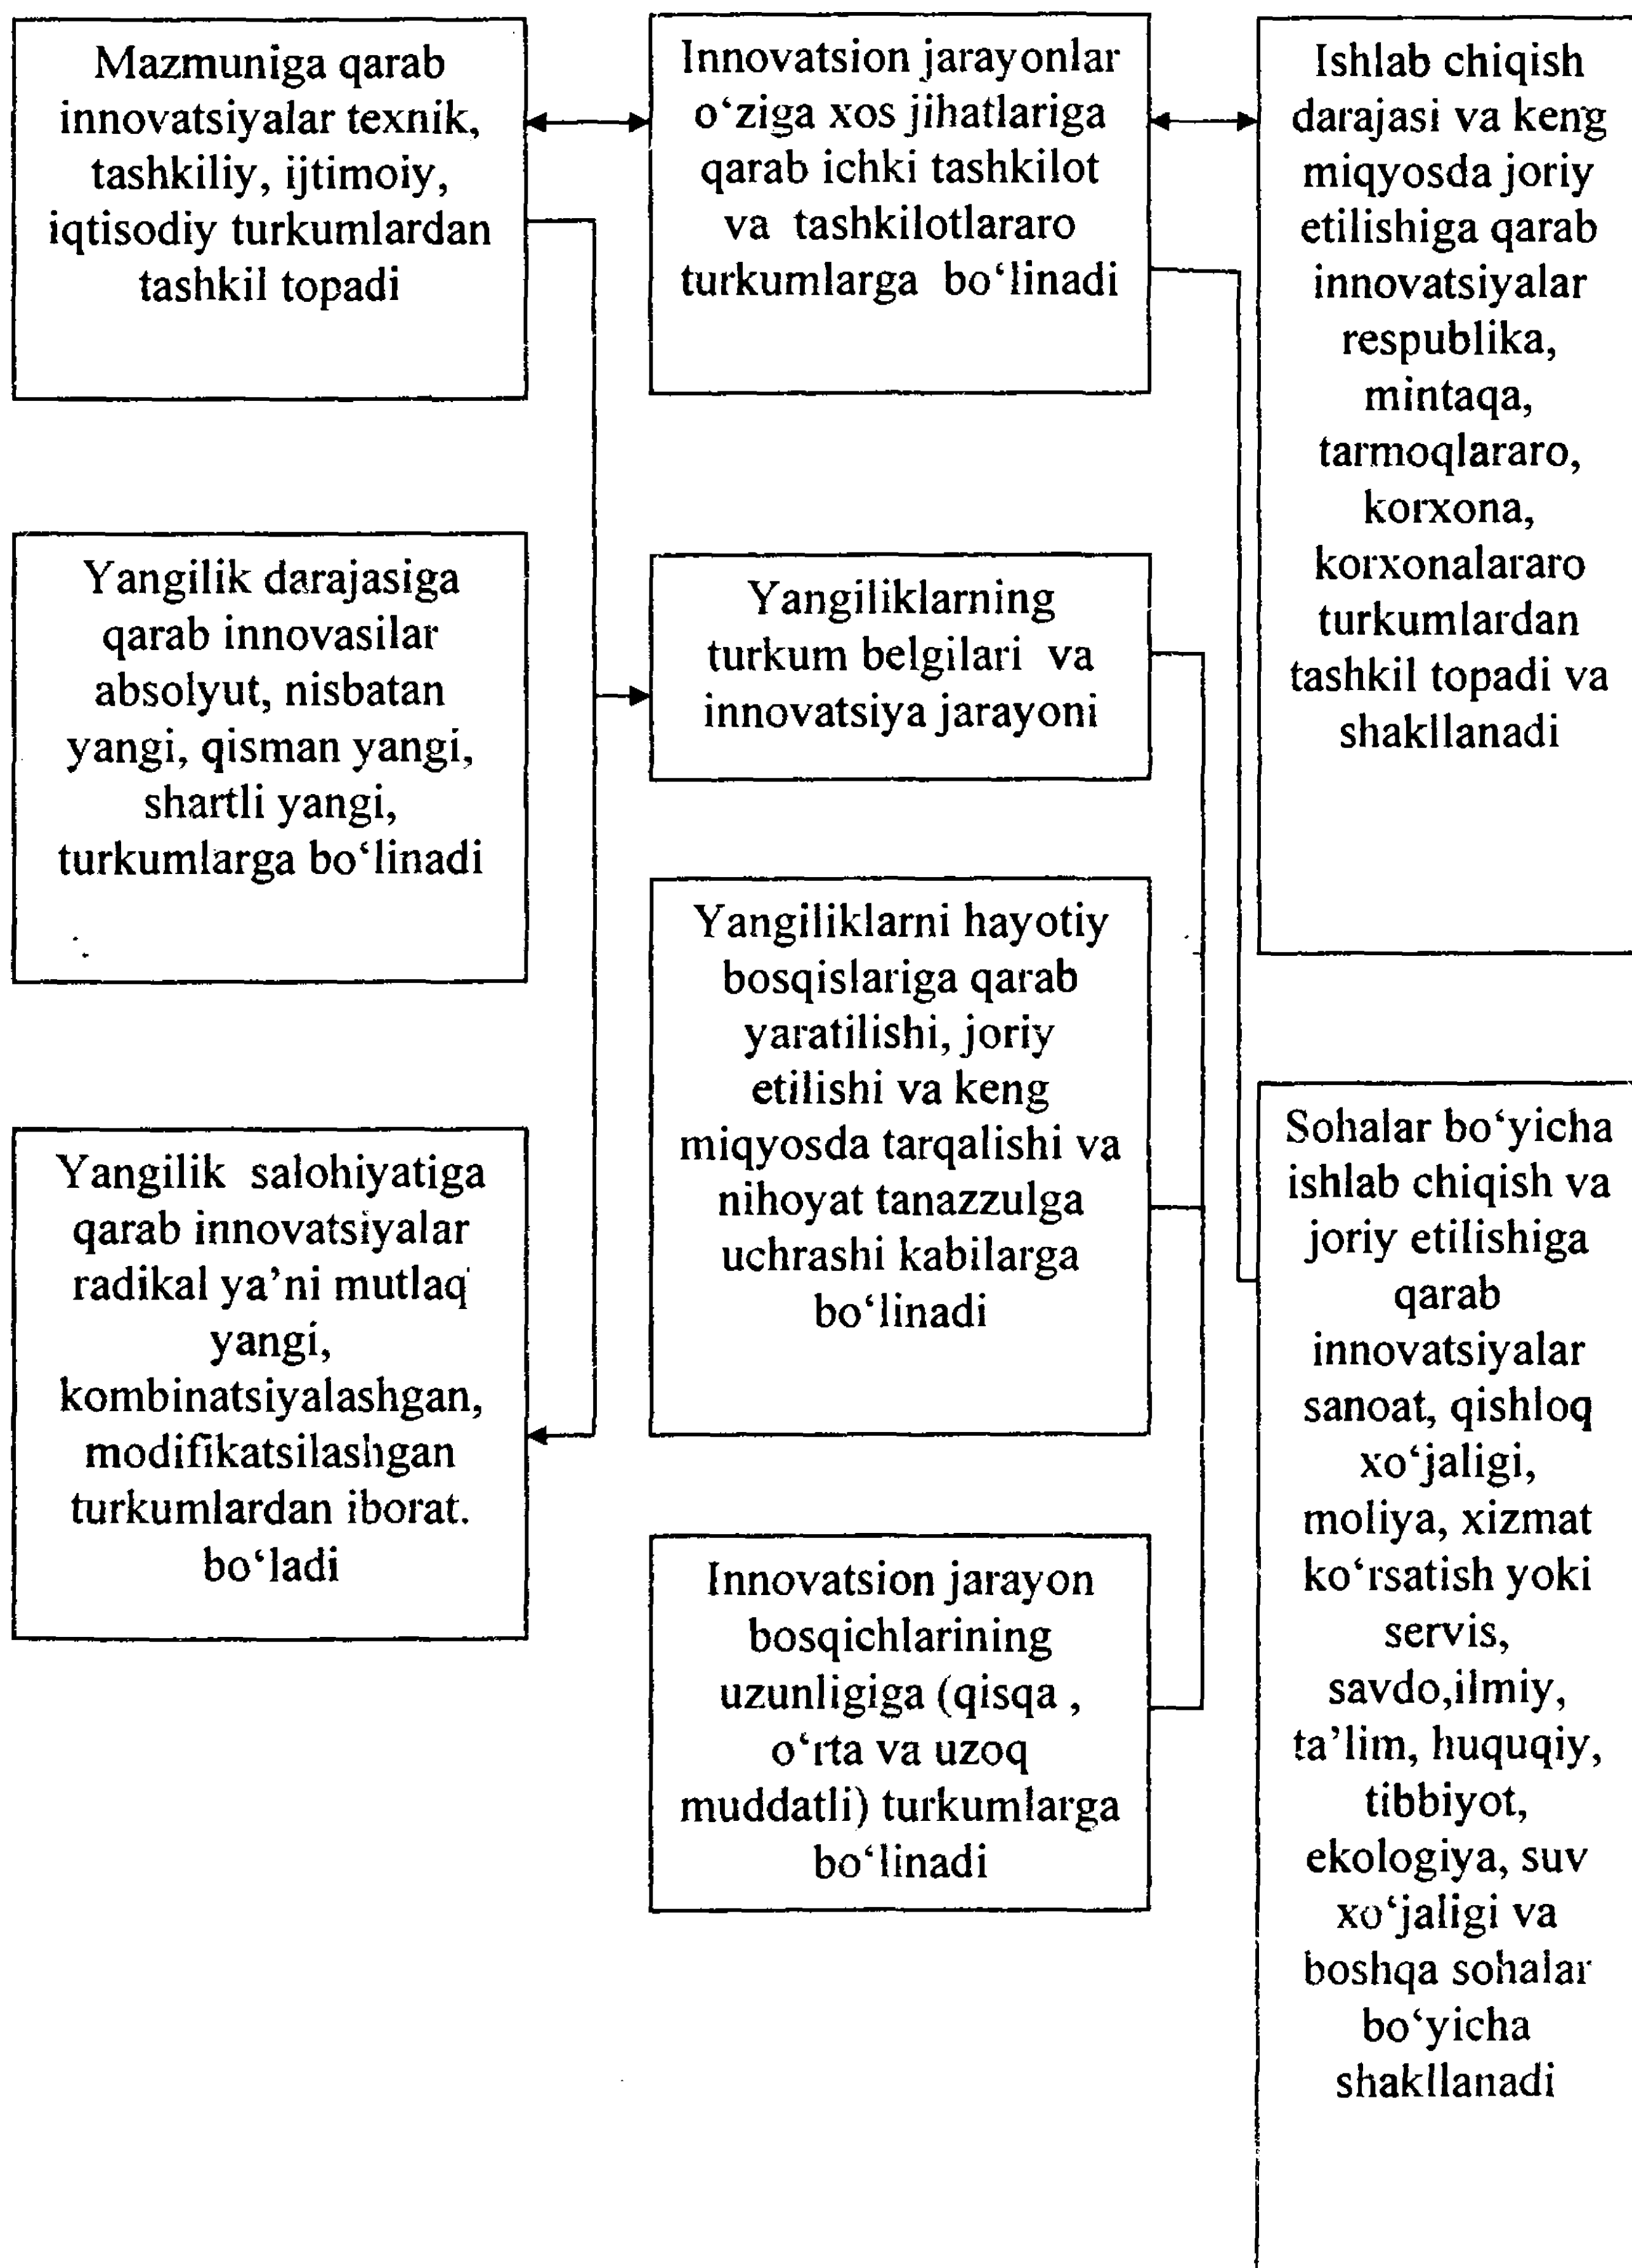 Mazmuniga qarab
innovatsiyalar texnik,
tashkiliy, ijtimoiy,
iqtisodiy turkumlardan
tashkil topadi
Innovatsion jarayonlar
o‘ziga xos jihatlariga
qarab ichki tashkilot
va tashkilotlararo
turkumlarga bo‘linadi
Ishlab chiqish
darajasi va keng
miqyosda joriy
etilishiga qarab
innovatsiyalar
respublika,
mintaqa,
tarmoqlararo,
korxona,
korxonalararo
turkumlardan
tashkil topadi va
shakllanadi
Yangilik darajasiga
qarab innovasilar
absolyut, nisbatan
yangi, qisman yangi,
shartli yangi,
turkumlarga bo‘linadi
Yangiliklarning
turkum belgilari va
innovatsiya jarayoni
Yangiliklarni hayotiy
bosqislariga qarab
yaratilishi, joriy
etilishi va keng
miqyosda tarqalishi va
nihoyat tanazzulga
uchrashi kabilarga
bo‘linadi
Yangilik salohiyatiga
qarab innovatsiyalar
radikal ya’ni mutlaq
yangi,
kombinatsiyalashgan,
modifikatsilashgan
turkumlardan iborat.
bo‘ladi
Innovatsion jarayon
bosqichlarining
uzunligiga (qisqa ,
o‘rta va uzoq
muddatli) turkumlarga
bo‘linadi
Sohalar bo‘yicha
ishlab chiqish va
joriy etilishiga
qarab
innovatsiyalar
sanoat, qishloq
xo‘jaligi,
moliya, xizmat
ko‘rsatish yoki
servis,
savdo,ilmiy,
ta’lim, huquqiy,
tibbiyot,
ekologiya, suv
xo‘jaligi va
boshqa sohalar
bo‘yicha
shakllanadi